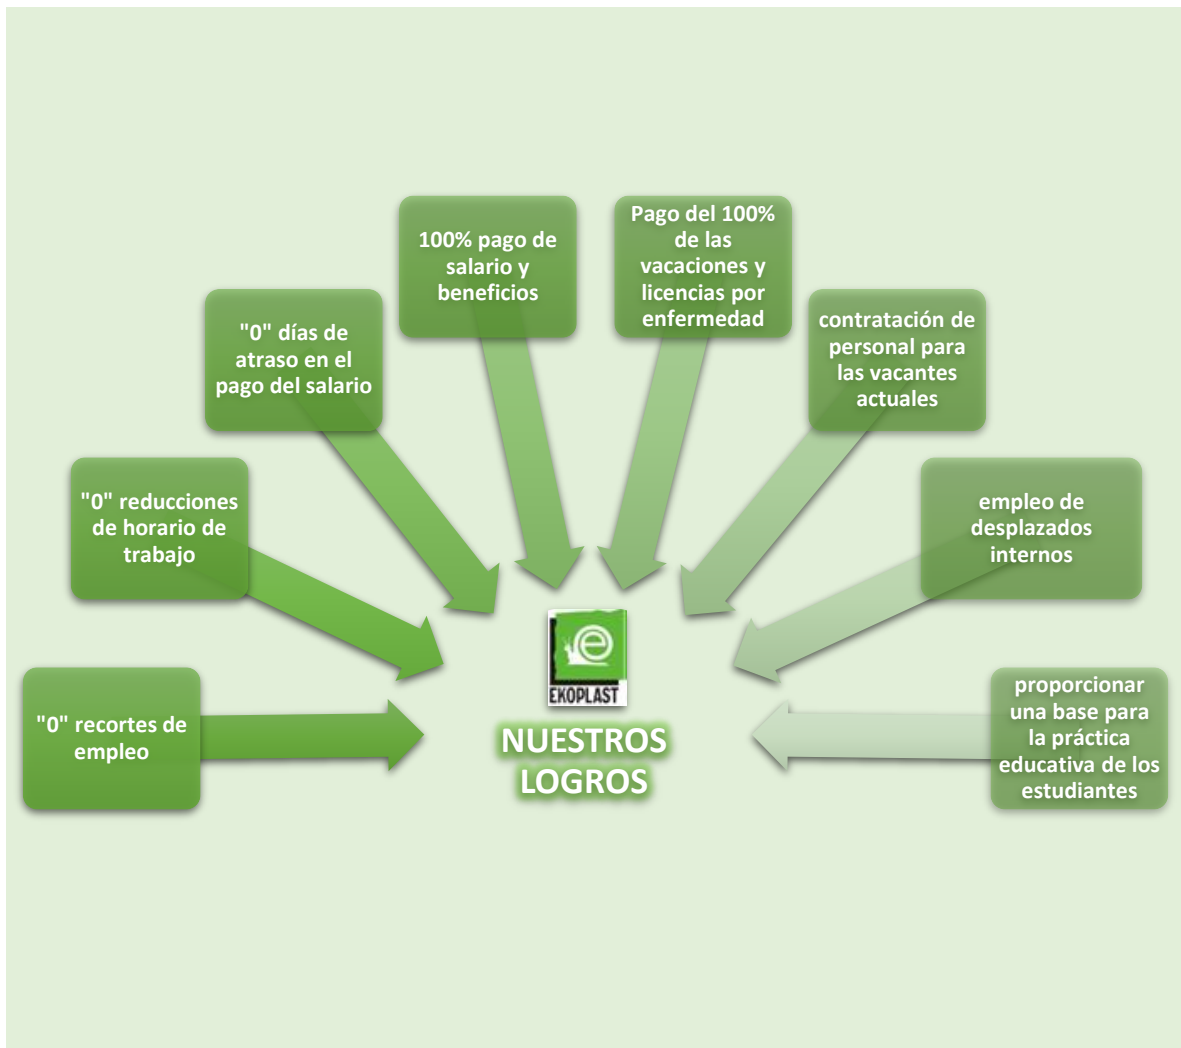 "0" recortes de
empleo
"0" reducciones
de horario de
trabajo
"0" días de
atraso en el
pago del salario
100% pago de
salario y
beneficios
Pago del 100%
de las
vacaciones y
licencias por
enfermedad
contratación de
personal para
las vacantes
actuales
empleo de
desplazados
internos
proporcionar
una base para
la práctica
educativa de los
estudiantes
e
EKOPLAST
NUESTROS
LOGROS